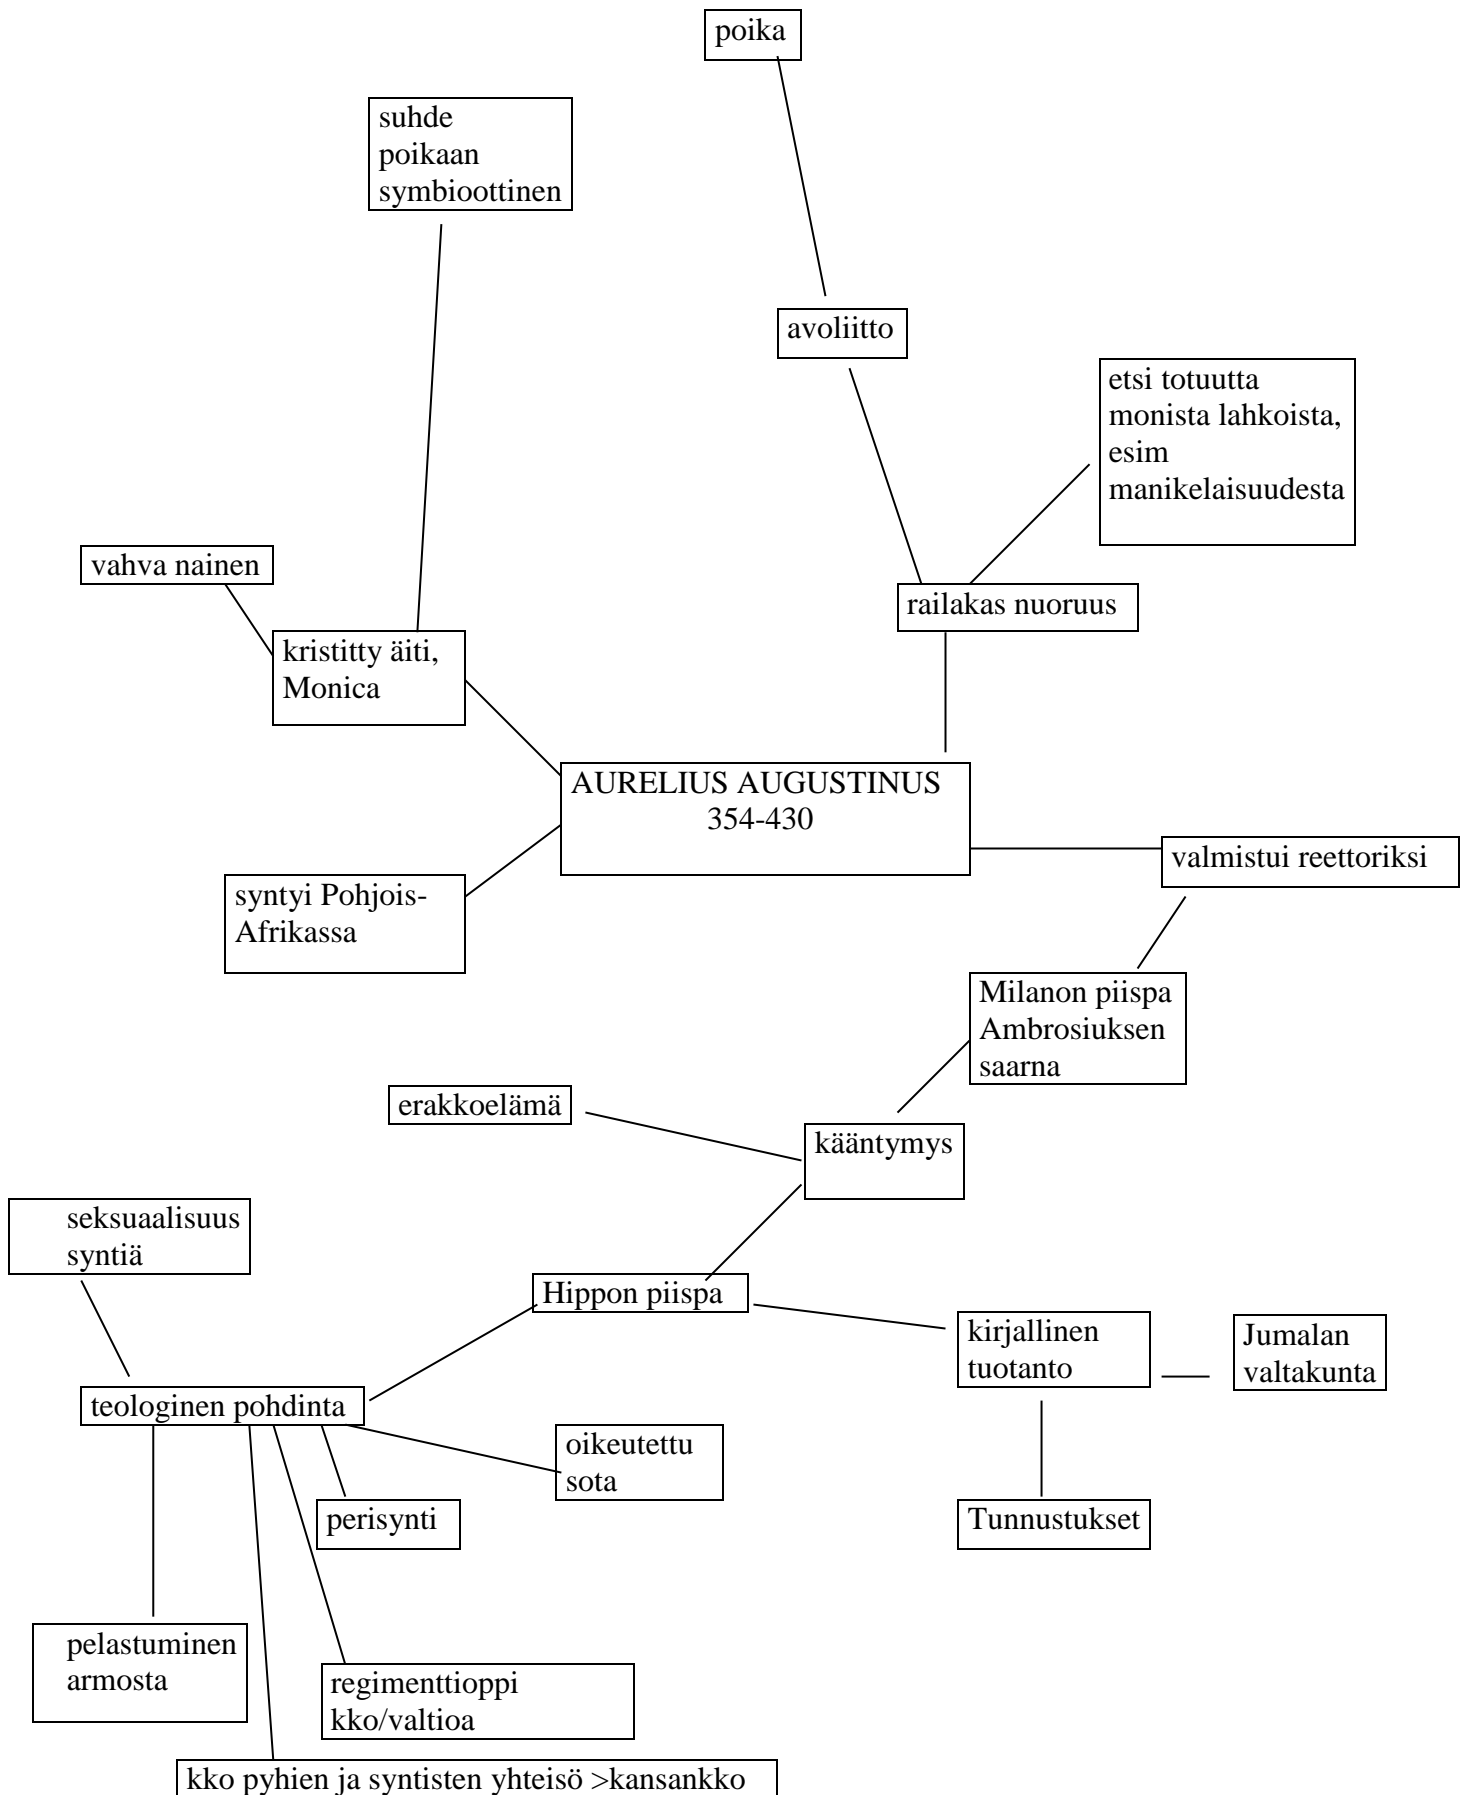 poika
suhde
poikaan
symbioottinen
avoliitto
etsi totuutta
monista lahkoista,
esim
manikelaisuudesta
vahva nainen
railakas nuoruus
kristitty äiti,
Monica
AURELIUS AUGUSTINUS
354-430
valmistui reettoriksi
syntyi Pohjois-
Afrikassa
Milanon piispa
Ambrosiuksen
saarna
erakkoelämä
kääntymys
seksuaalisuus
syntiä
Hippon piispa
kirjallinen
tuotanto
Jumalan
valtakunta
teologinen pohdinta
oikeutettu
sota
perisynti
Tunnustukset
pelastuminen
armosta
regimenttioppi
kko/valtioa
kko pyhien ja syntisten yhteisö >kansankko